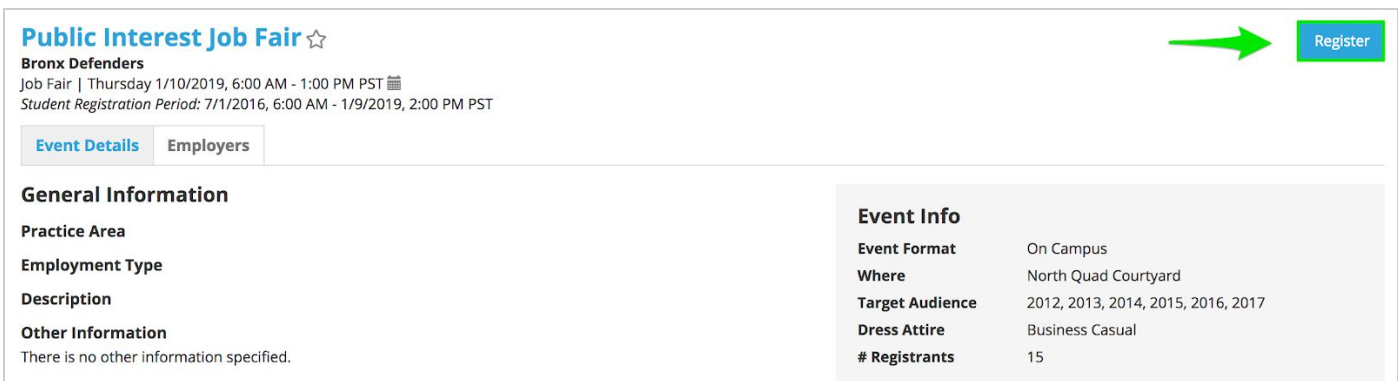 Public Interest Job Fair
Register
Bronx Defenders
Job Fair | Thursday 1/10/2019, 6:00 AM - 1:00 PM PST
Student Registration Period: 7/1/2016, 6:00 AM - 1/9/2019, 2:00 PM PST
Event Details Employers
General Information
Practice Area
Employment Type
Description
Other Information
There is no other information specified.
Event Info
Event Format On Campus
Where North Quad Courtyard
Target Audience 2012, 2013, 2014, 2015, 2016, 2017
Dress Attire Business Casual
# Registrants 15